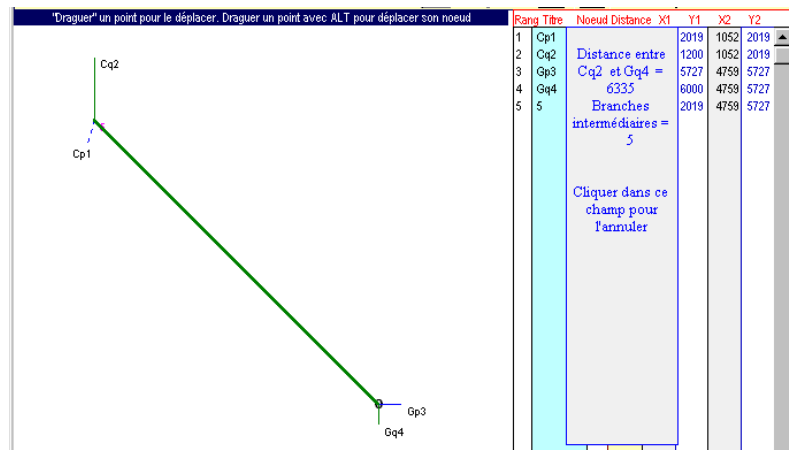 "Draguer" un point pour le déplacer. Draguer un point avec ALT pour déplacer son noeud
Cq2
Cp1
Gp3
Gq4
Rang Titre Noeud Distance X1 Y1 X2 Y2
1 Cp1 2019 1052 2019
2 Cq2 1200 1052 2019
3 Gp3 5727 4759 5727
4 Gq4 6000 4759 5727
5 5 2019 4759 5727
Distance entre
Cq2 et Gq4 =
6335
Branches
intermédiaires =
5
Cliquer dans ce
champ pour
l'annuler